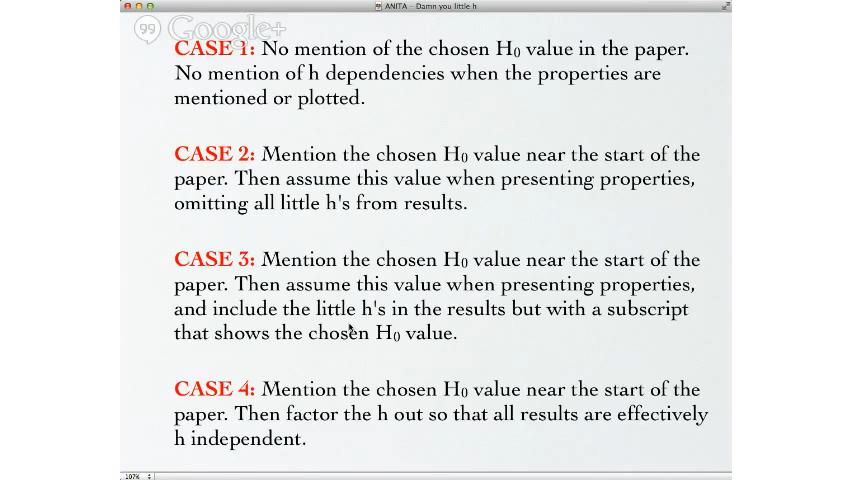 ANITA – Damn you little h
Google+
CASE 1: No mention of the chosen H₀ value in the paper.
No mention of h dependencies when the properties are
mentioned or plotted.
CASE 2: Mention the chosen H₀ value near the start of the
paper. Then assume this value when presenting properties,
omitting all little h's from results.
CASE 3: Mention the chosen H₀ value near the start of the
paper. Then assume this value when presenting properties,
and include the little h's in the results but with a subscript
that shows the chosen H₀ value.
CASE 4: Mention the chosen H₀ value near the start of the
paper. Then factor the h out so that all results are effectively
h independent.
107%